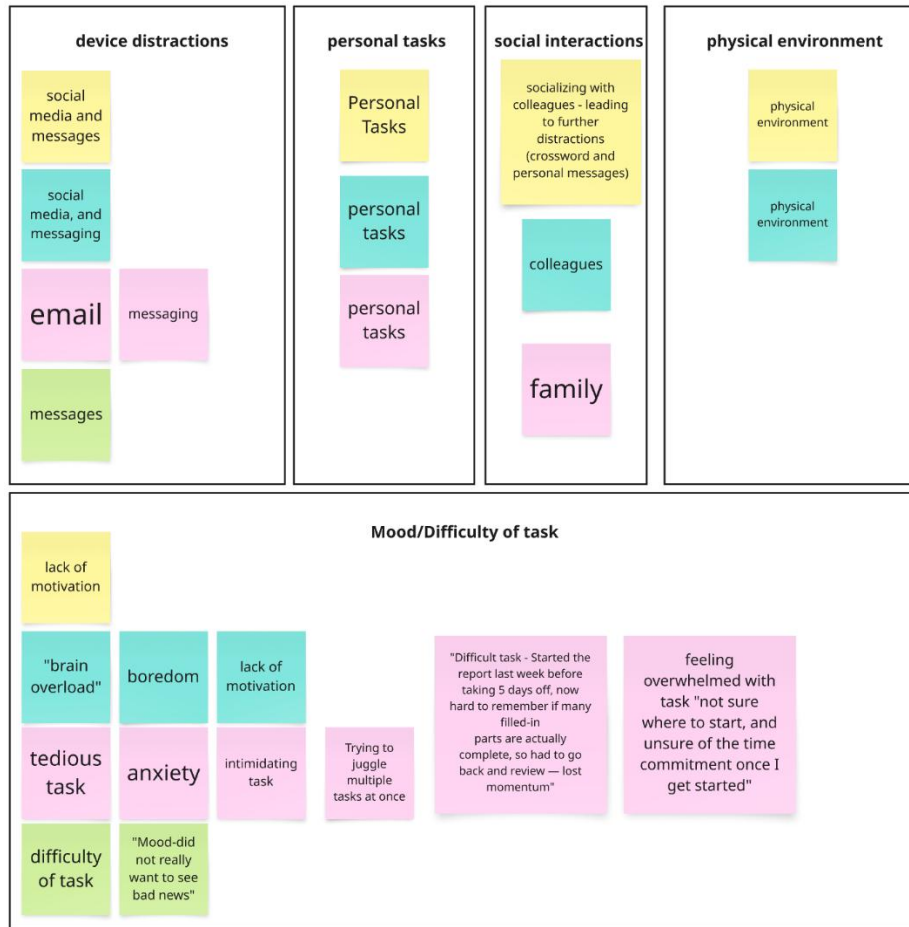 device distractions
social
media and
messages
social
media, and
messaging
email
messaging
messages
personal tasks
Personal
Tasks
personal
tasks
personal
tasks
social interactions
socializing with
colleagues - leading
to further
distractions
(crossword and
personal messages)
colleagues
family
physical environment
physical
environment
physical
environment
Mood/Difficulty of task
lack of
motivation
"brain
overload"
boredom
lack of
motivation
tedious
task
anxiety
intimidating
task
Trying to
juggle
multiple
tasks at once
"Difficult task - Started the
report last week before
taking 5 days off, now
hard to remember if many
filled-in
parts are actually
complete, so had to go
back and review — lost
momentum"
feeling
overwhelmed with
task "not sure
where to start, and
unsure of the time
commitment once I
get started"
difficulty
of task
"Mood-did
not really
want to see
bad news"